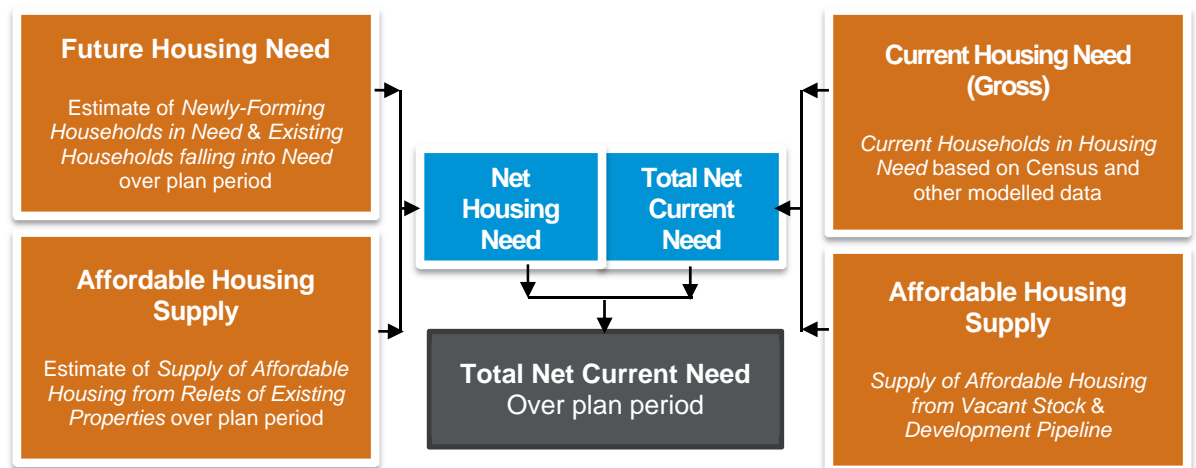 Future Housing Need
Estimate of Newly-Forming
Households in Need & Existing
Households falling into Need
over plan period
Affordable Housing
Supply
Estimate of Supply of Affordable
Housing from Relets of Existing
Properties over plan period
Net
Housing
Need
Total Net
Current
Need
Total Net Current Need
Over plan period
Current Housing Need
(Gross)
Current Households in Housing
Need based on Census and
other modelled data
Affordable Housing
Supply
Supply of Affordable Housing
from Vacant Stock &
Development Pipeline